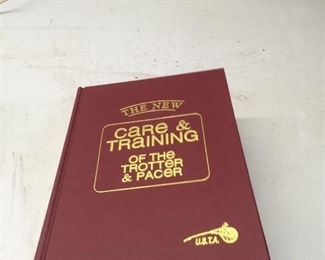 THE NEW
CARE &
TRAINING
OF THE
TROTTER
& PACER
U.S.T.A.